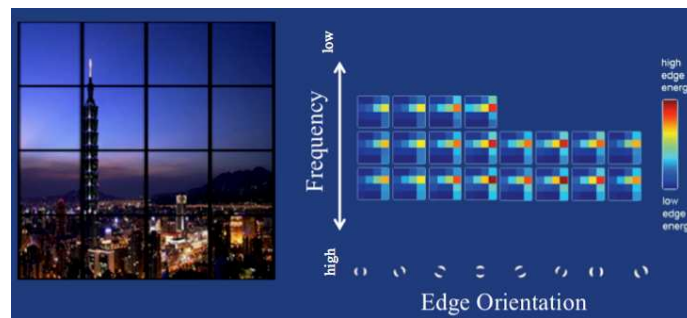 low
Frequency
high
Edge Orientation
high
edge
energ
low
edge
energ